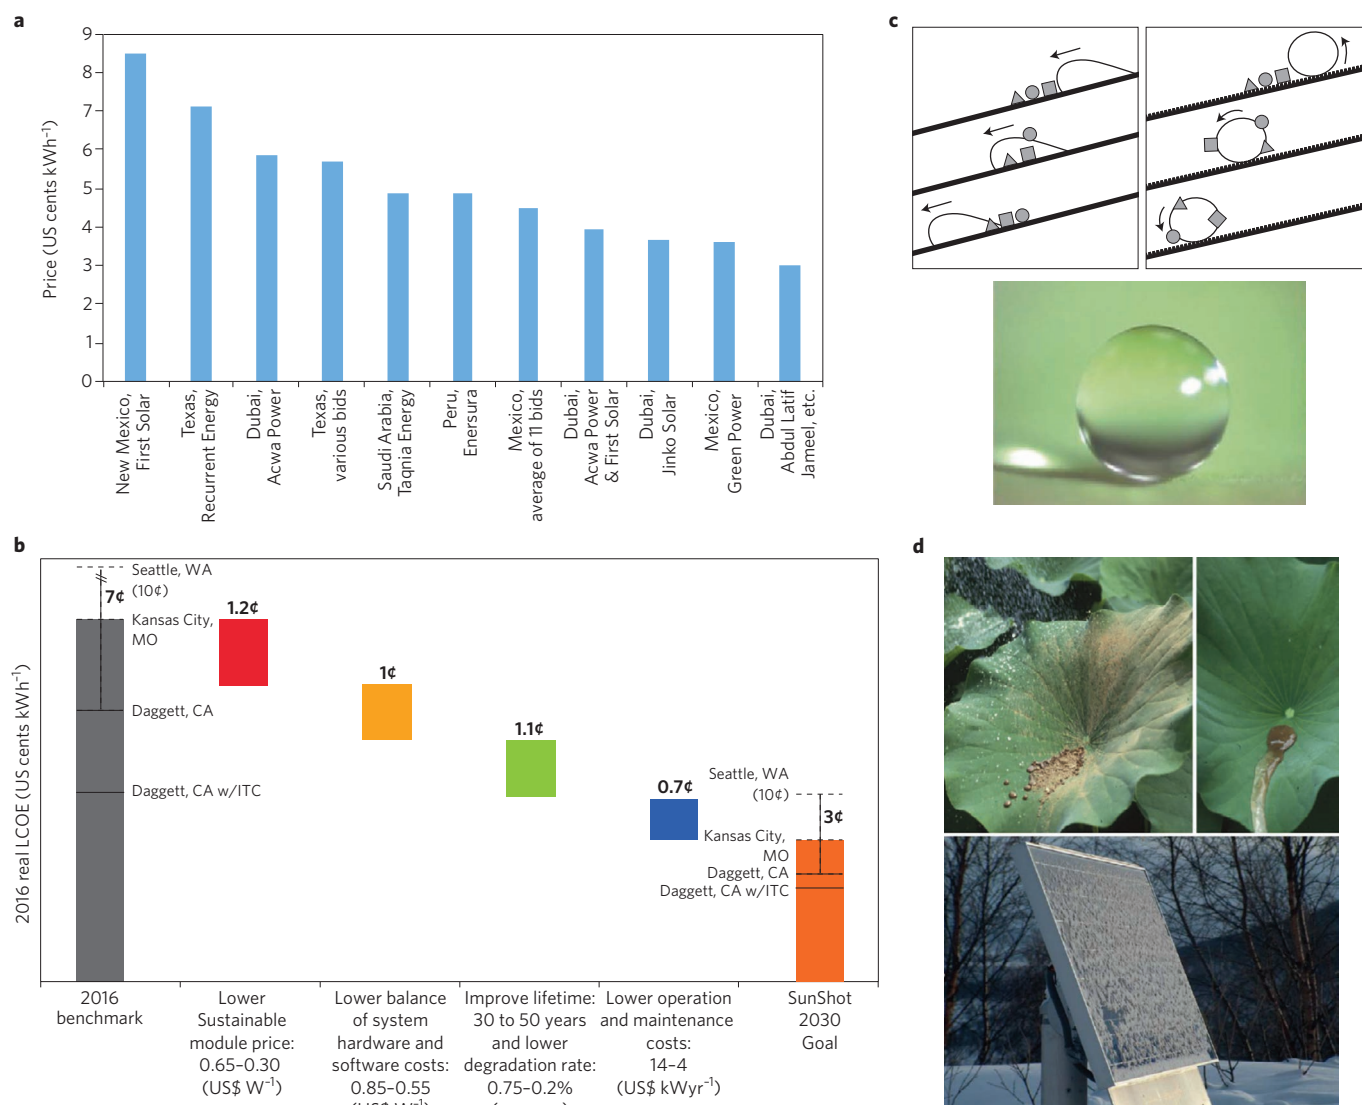 a
9
8
7
6
5
4
3
2
1
0
Price (US cents kWh⁻¹)
New Mexico,
First Solar
Texas,
Recurrent Energy
Dubai,
Acwa Power
Texas,
various bids
Saudi Arabia,
Taqnia Energy
Peru,
Enersura
Mexico,
average of 11 bids
Dubai,
Acwa Power
& First Solar
Dubai,
Jinko Solar
Mexico,
Green Power
Dubai,
Abdul Latif
Jameel, etc.
b
2016 real LCOE (US cents kWh⁻¹)
Seattle, WA
(10¢)
7¢
Kansas City,
MO
Daggett, CA
Daggett, CA w/ITC
1.2¢
1¢
1.1¢
0.7¢
Seattle, WA
(10¢)
3¢
Kansas City,
MO
Daggett, CA
Daggett, CA w/ITC
2016
benchmark
Lower
Sustainable
module price:
0.65–0.30
(US$ W⁻¹)
Lower balance
of system
hardware and
software costs:
0.85–0.55
Improve lifetime:
30 to 50 years
and lower
degradation rate:
0.75–0.2%
Lower operation
and maintenance
costs:
14–4
(US$ kWyr⁻¹)
SunShot
2030
Goal
c
d